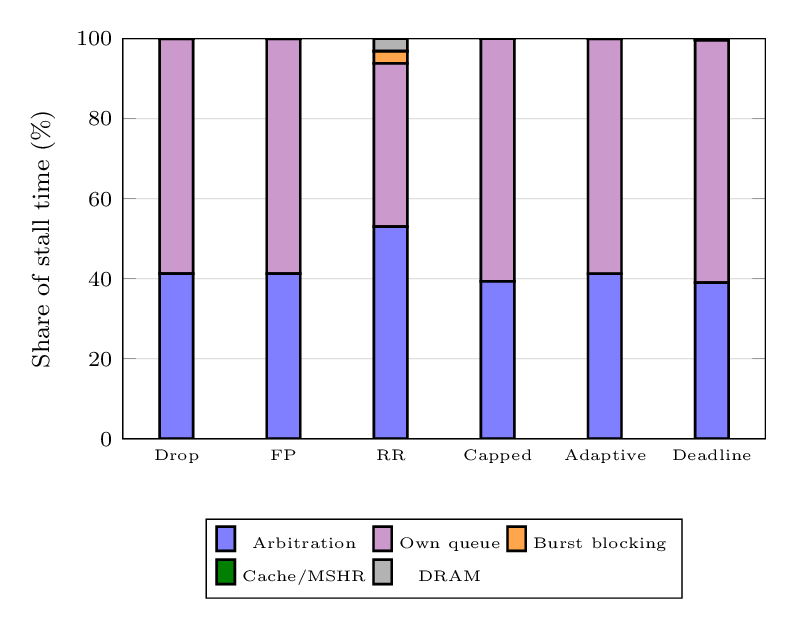 100
80
60
40
20
0
Share of stall time (%)
Drop FP RR Capped Adaptive Deadline
Arbitration Own queue Burst blocking
Cache/MSHR DRAM